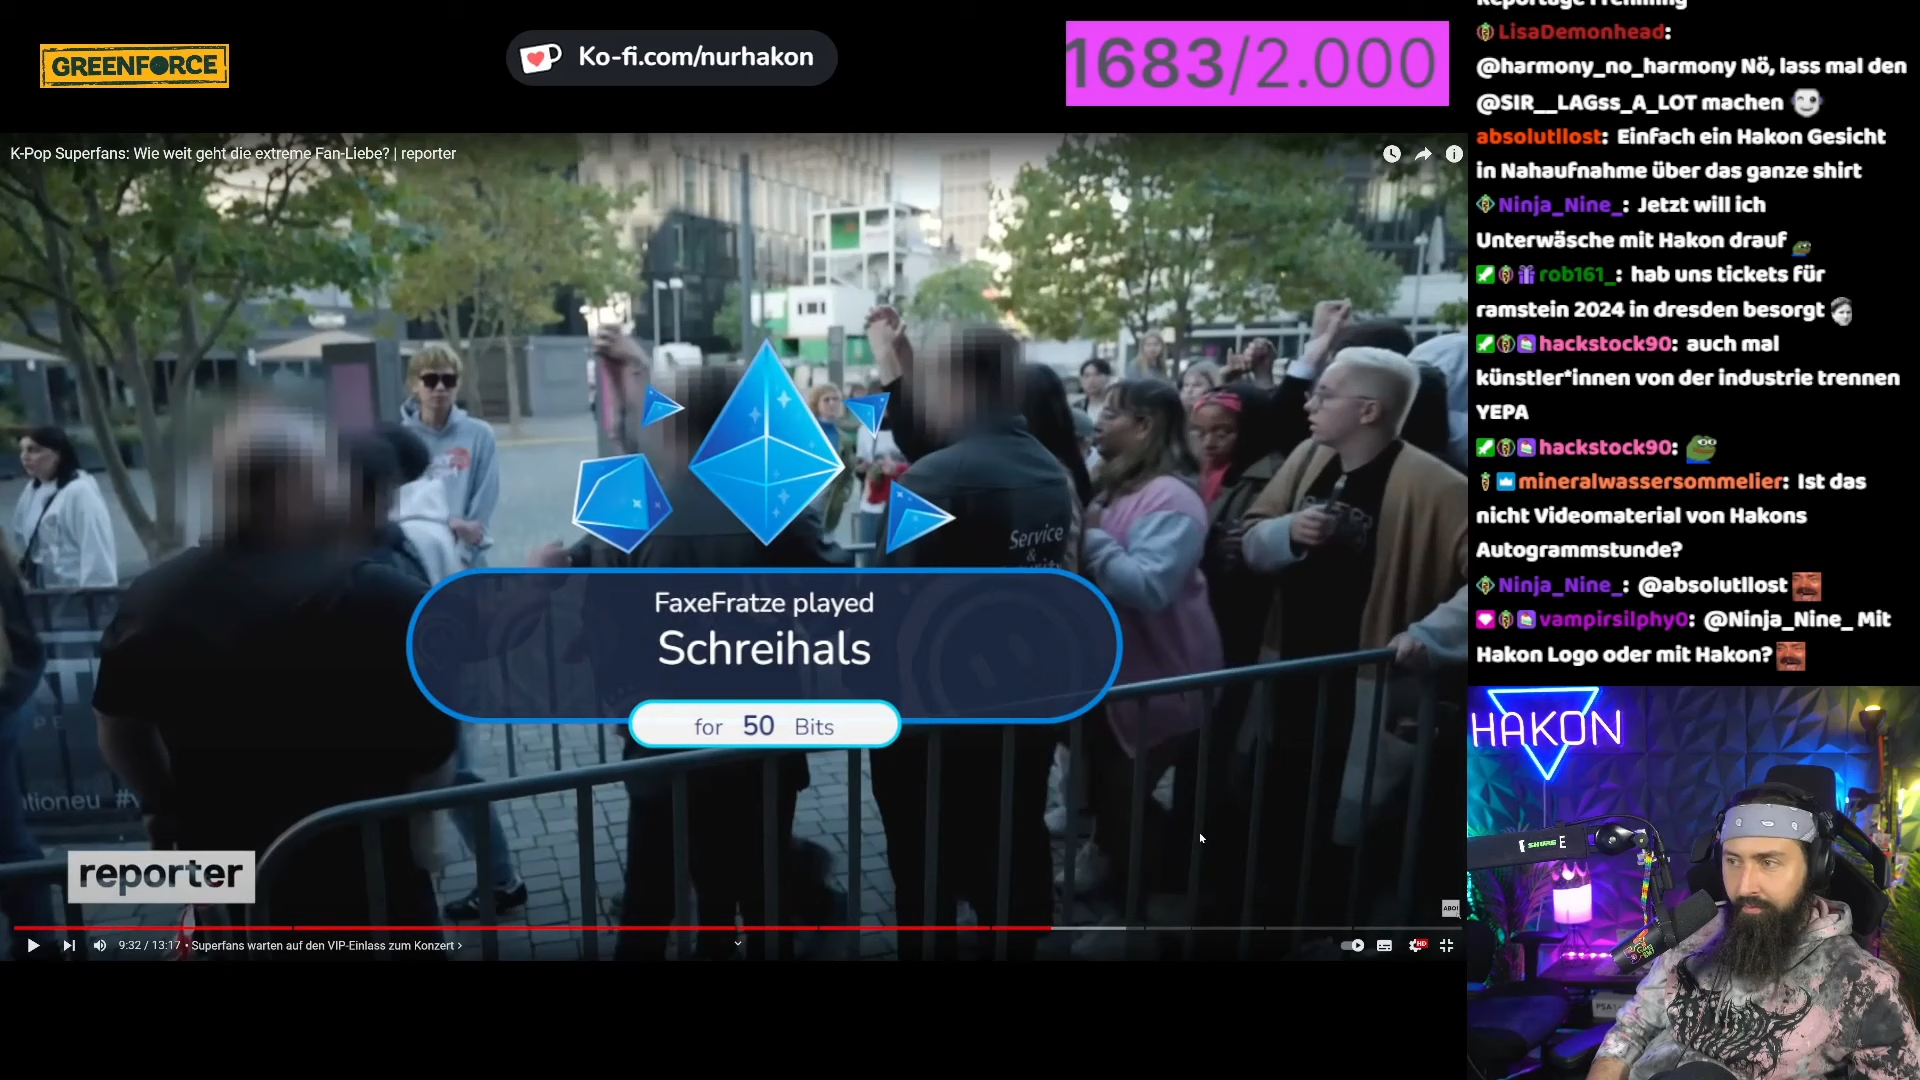 GREENFORCE
Ko-fi.com/nurhakon
1683/2.000
K-Pop Superfans: Wie weit geht die extreme Fan-Liebe? | reporter
Service
&
FaxeFratze played
Schreihals
for 50 Bits
reporter
ABO!
9:32 / 13:17 • Superfans warten auf den VIP-Einlass zum Konzert >
HD
LisaDemonhead:
@harmony_no_harmony Nö, lass mal den
@SIR__LAGss_A_LOT machen
absolutllost: Einfach ein Hakon Gesicht
in Nahaufnahme über das ganze shirt
Ninja_Nine_: Jetzt will ich
Unterwäsche mit Hakon drauf
rob161_: hab uns tickets für
ramstein 2024 in dresden besorgt
hackstock90: auch mal
künstler*innen von der industrie trennen
YEPA
hackstock90:
mineralwassersommelier: Ist das
nicht Videomaterial von Hakons
Autogrammstunde?
Ninja_Nine_: @absolutllost
vampirsilphy0: @Ninja_Nine_ Mit
Hakon Logo oder mit Hakon?
HAKON
SHURE